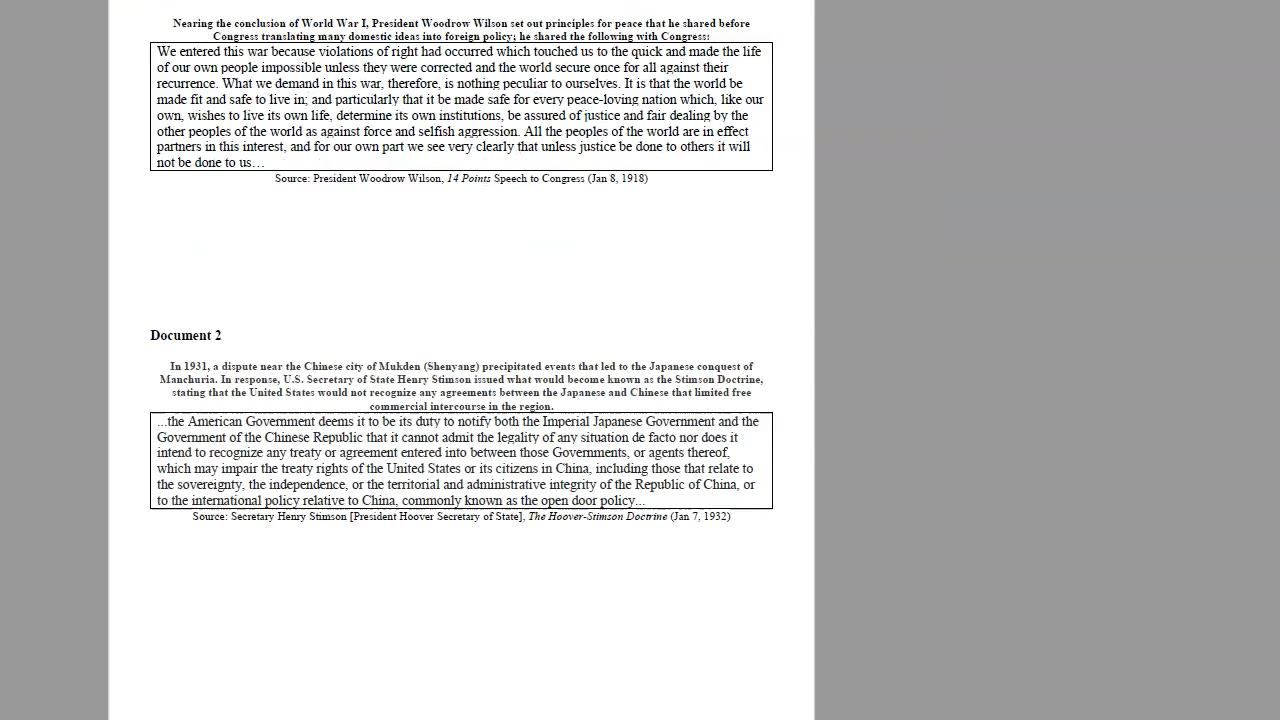 Nearing the conclusion of World War I, President Woodrow Wilson set out principles for peace that he shared before
Congress translating many domestic ideas into foreign policy; he shared the following with Congress:
We entered this war because violations of right had occurred which touched us to the quick and made the life
of our own people impossible unless they were corrected and the world secure once for all against their
recurrence. What we demand in this war, therefore, is nothing peculiar to ourselves. It is that the world be
made fit and safe to live in; and particularly that it be made safe for every peace-loving nation which, like our
own, wishes to live its own life, determine its own institutions, be assured of justice and fair dealing by the
other peoples of the world as against force and selfish aggression. All the peoples of the world are in effect
partners in this interest, and for our own part we see very clearly that unless justice be done to others it will
not be done to us…
Source: President Woodrow Wilson, 14 Points Speech to Congress (Jan 8, 1918)
Document 2
In 1931, a dispute near the Chinese city of Mukden (Shenyang) precipitated events that led to the Japanese conquest of
Manchuria. In response, U.S. Secretary of State Henry Stimson issued what would become known as the Stimson Doctrine,
stating that the United States would not recognize any agreements between the Japanese and Chinese that limited free
commercial intercourse in the region.
...the American Government deems it to be its duty to notify both the Imperial Japanese Government and the
Government of the Chinese Republic that it cannot admit the legality of any situation de facto nor does it
intend to recognize any treaty or agreement entered into between those Governments, or agents thereof,
which may impair the treaty rights of the United States or its citizens in China, including those that relate to
the sovereignty, the independence, or the territorial and administrative integrity of the Republic of China, or
to the international policy relative to China, commonly known as the open door policy...
Source: Secretary Henry Stimson [President Hoover Secretary of State], The Hoover-Stimson Doctrine (Jan 7, 1932)